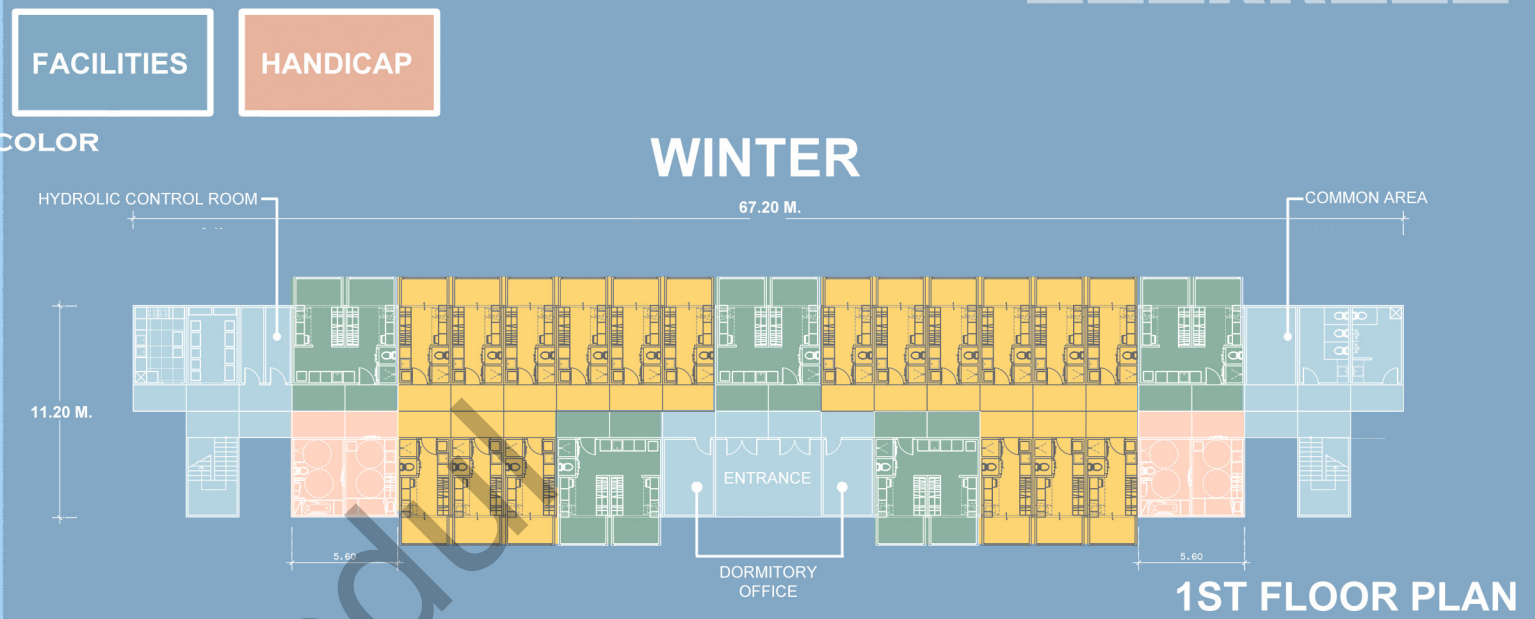 FACILITIES
HANDICAP
COLOR
WINTER
HYDROLIC CONTROL ROOM
67.20 M.
COMMON AREA
11.20 M.
ENTRANCE
5.60
5.60
DORMITORY
OFFICE
1ST FLOOR PLAN